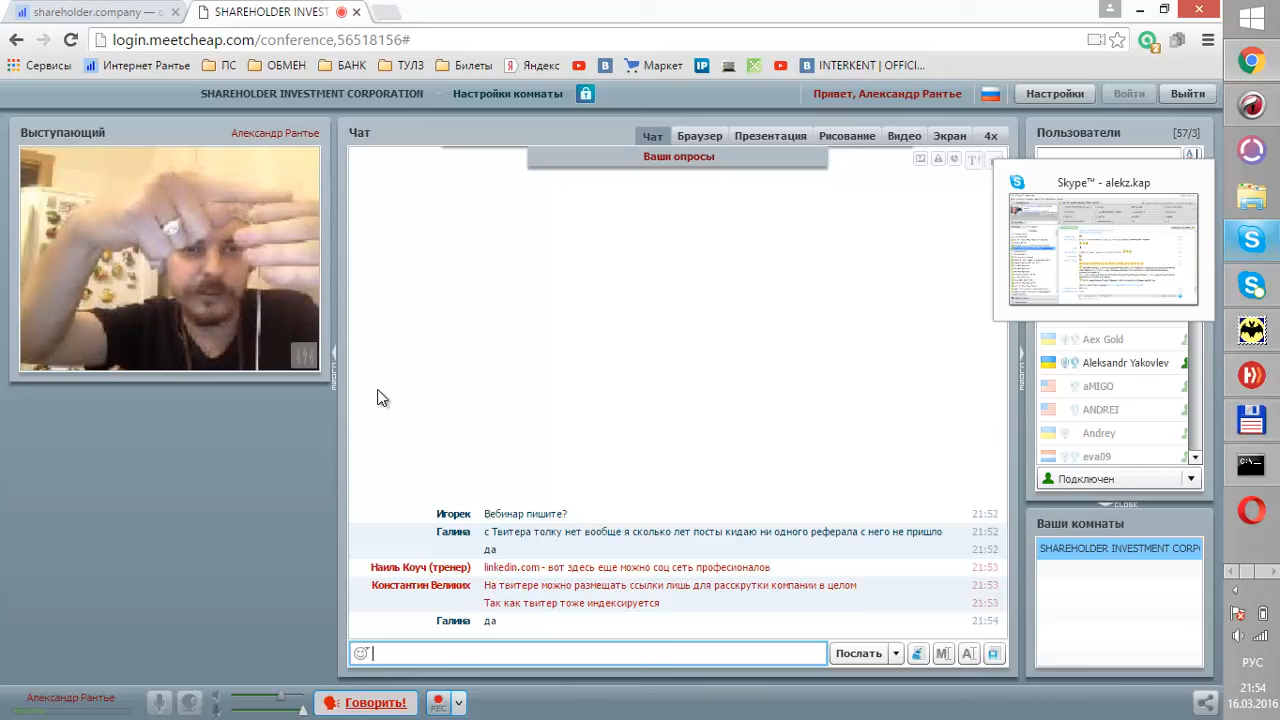 shareholder.company — с
SHAREHOLDER INVEST
login.meetcheap.com/conference,56518156#
Сервисы
Интернет Рантье
ПС
ОБМЕН
БАНК
ТУЛЗ
Билеты
Яндекс
Маркет
INTERKENT | OFFICI...
SHAREHOLDER INVESTMENT CORPORATION
Настройки комнаты
Привет, Александр Рантье
Настройки
Войти
Выйти
Выступающий
Александр Рантье
Чат
Чат
Браузер
Презентация
Рисование
Видео
Экран
4x
Ваши опросы
Пользователи
[57/3]
Skype™ - alekz.kap
Aex Gold
Aleksandr Yakovlev
aMIGO
ANDREI
Andrey
eva09
Подключен
CLOSE
Ваши комнаты
SHAREHOLDER INVESTMENT CORP
Игорек Вебинар пишите? 21:52
Галина с Твитера толку нет вообще я сколько лет посты кидаю ни одного реферала с него не пришло 21:52
да 21:52
Наиль Коуч (тренер) linkedin.com - вот здесь еще можно соц сеть професионалов 21:53
Константин Великих На твитере можно размещать ссылки лишь для расскрутки компании в целом 21:53
Так как твитер тоже индексируется 21:53
Галина да 21:54
Послать
Александр Рантье
Говорить!
REC
РУС
21:54
16.03.2016